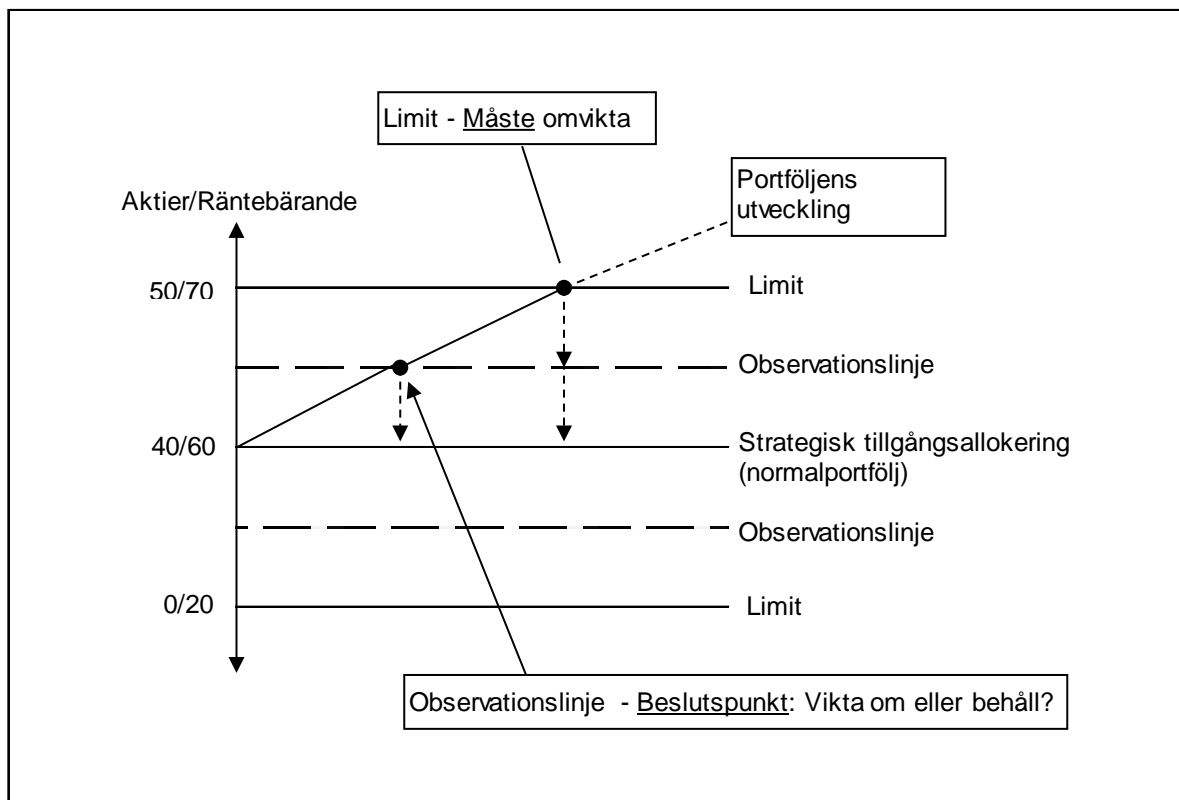 Limit - Måste omvikta
Portföljens
utveckling
Aktier/Räntebärande
50/70
Limit
Observationslinje
40/60
Strategisk tillgångsallokering
(normalportfölj)
Observationslinje
0/20
Limit
Observationslinje - Beslutspunkt: Vikta om eller behåll?